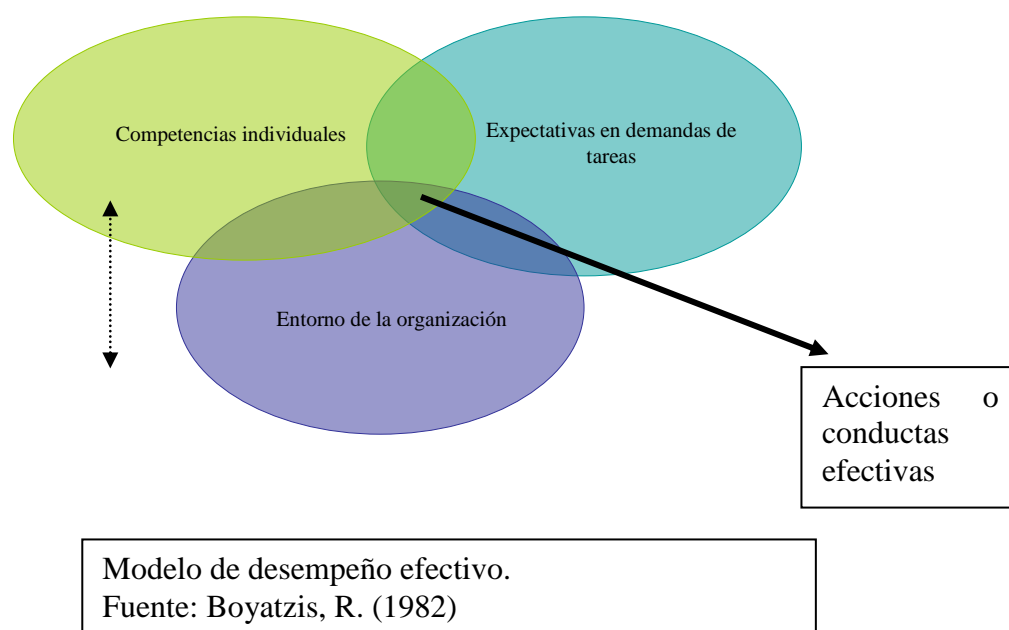 Competencias individuales
Expectativas en demandas de
tareas
Entorno de la organización
Acciones o
conductas
efectivas
Modelo de desempeño efectivo.
Fuente: Boyatzis, R. (1982)